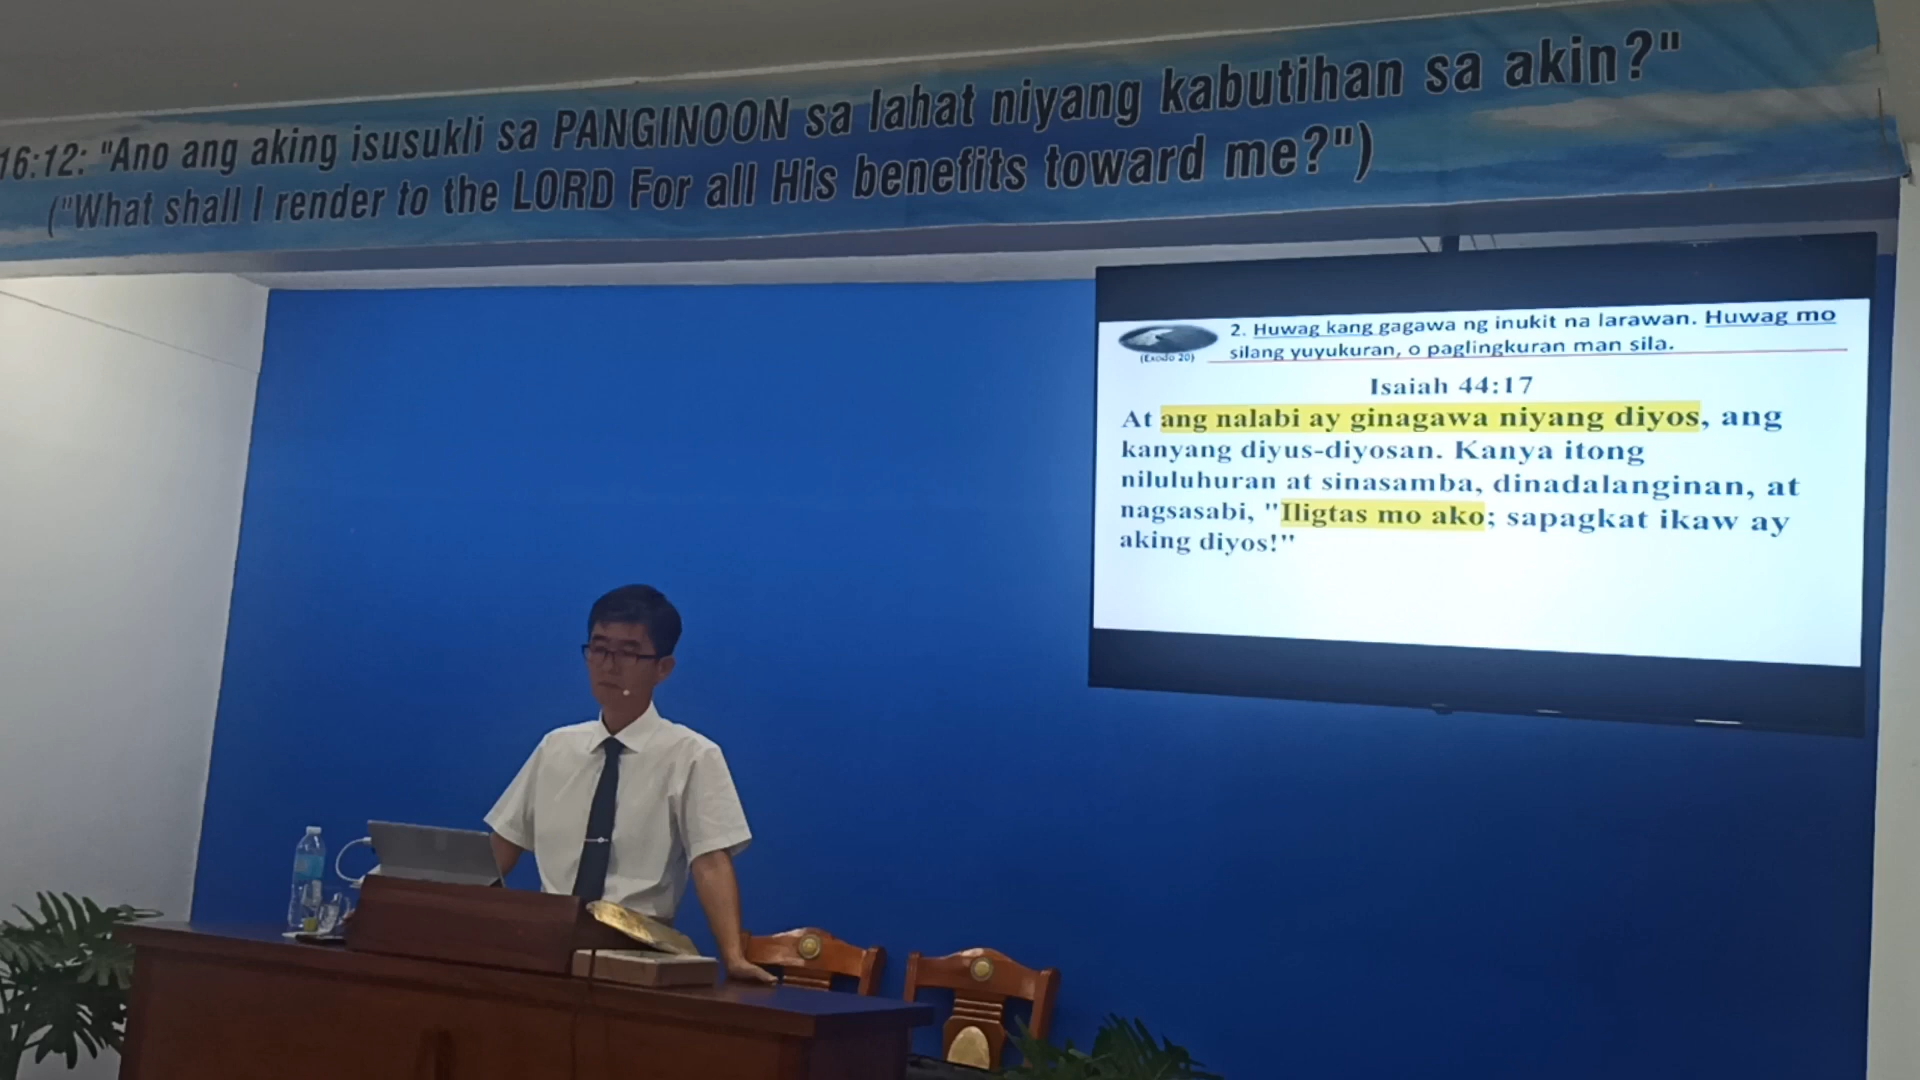 16:12: "Ano ang aking isusukli sa PANGINOON sa lahat niyang kabutihan sa akin?"
("What shall I render to the LORD For all His benefits toward me?")
2. Huwag kang gagawa ng inukit na larawan. Huwag mo
silang yuyukuran, o paglingkuran man sila.
(Exodo 20)
Isaiah 44:17
At ang nalabi ay ginagawa niyang diyos, ang
kanyang diyus-diyosan. Kanya itong
niluluhuran at sinasamba, dinadalanginan, at
nagsasabi, "Iligtas mo ako; sapagkat ikaw ay
aking diyos!"